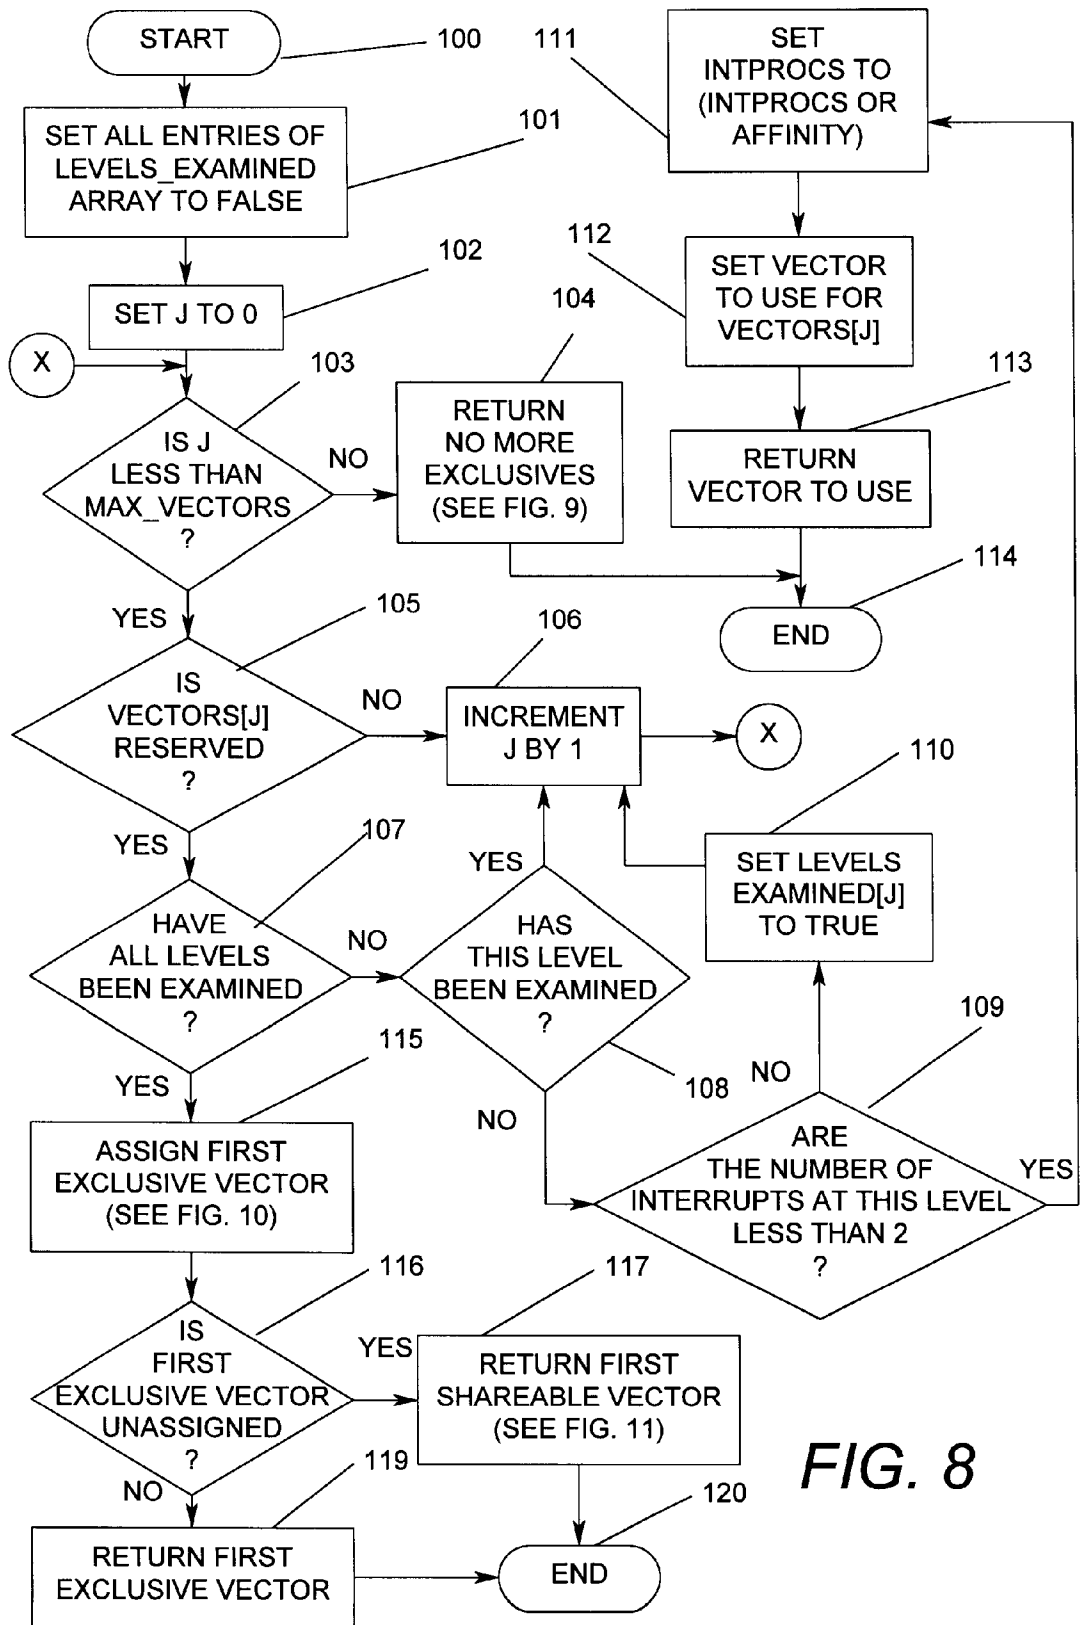 START
100
SET ALL ENTRIES OF
LEVELS_EXAMINED
ARRAY TO FALSE
101
SET J TO 0
102
X
103
IS J
LESS THAN
MAX_VECTORS
?
NO
YES
104
RETURN
NO MORE
EXCLUSIVES
(SEE FIG. 9)
105
IS
VECTORS[J]
RESERVED
?
NO
YES
106
INCREMENT
J BY 1
X
107
HAVE
ALL LEVELS
BEEN EXAMINED
?
NO
YES
HAS
THIS LEVEL
BEEN EXAMINED
?
YES
NO
108
109
ARE
THE NUMBER OF
INTERRUPTS AT THIS LEVEL
LESS THAN 2
?
NO
YES
110
SET LEVELS
EXAMINED[J]
TO TRUE
111
SET
INTPROCS TO
(INTPROCS OR
AFFINITY)
112
SET VECTOR
TO USE FOR
VECTORS[J]
113
RETURN
VECTOR TO USE
114
END
115
ASSIGN FIRST
EXCLUSIVE VECTOR
(SEE FIG. 10)
116
IS
FIRST
EXCLUSIVE VECTOR
UNASSIGNED
?
YES
NO
117
RETURN FIRST
SHAREABLE VECTOR
(SEE FIG. 11)
119
RETURN FIRST
EXCLUSIVE VECTOR
120
END
FIG. 8